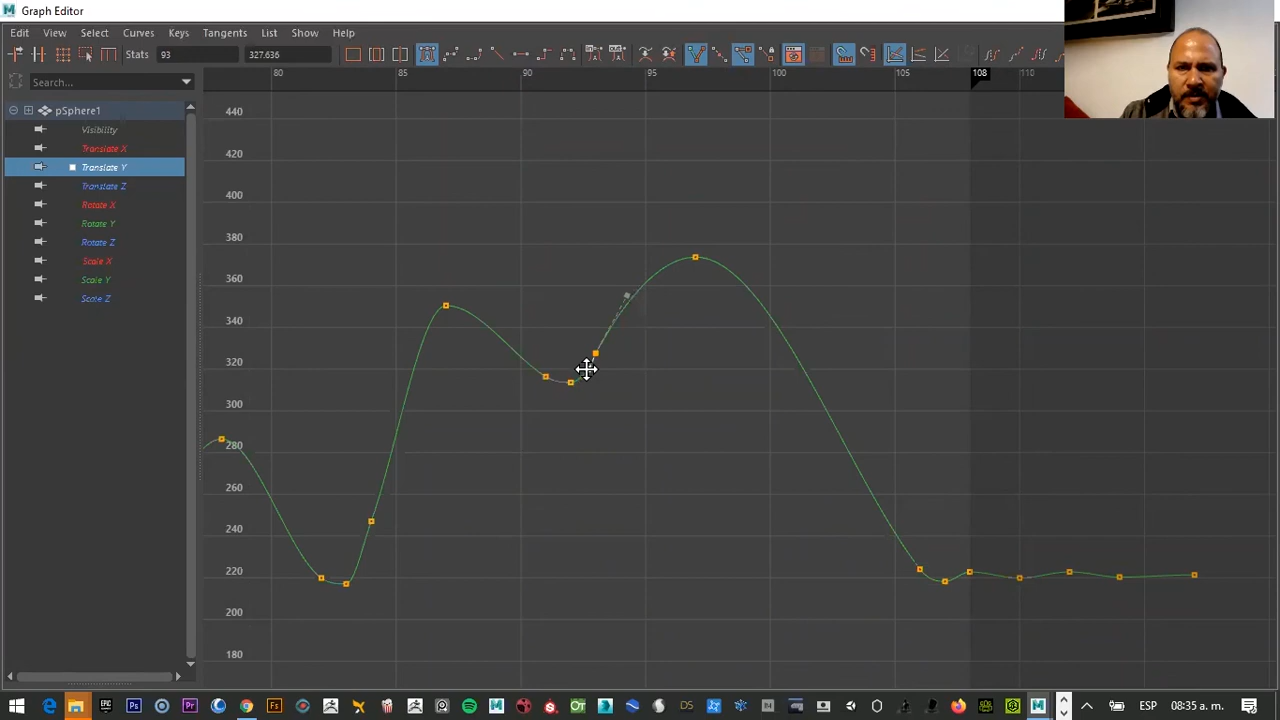 Graph Editor
Edit View Select Curves Keys Tangents List Show Help
Stats 93 327.636
Search...
80 85 90 95 100 105 108 110
pSphere1
Visibility
Translate X
Translate Y
Translate Z
Rotate X
Rotate Y
Rotate Z
Scale X
Scale Y
Scale Z
440
420
400
380
360
340
320
300
280
260
240
220
200
180
ESP 08:35 a. m.